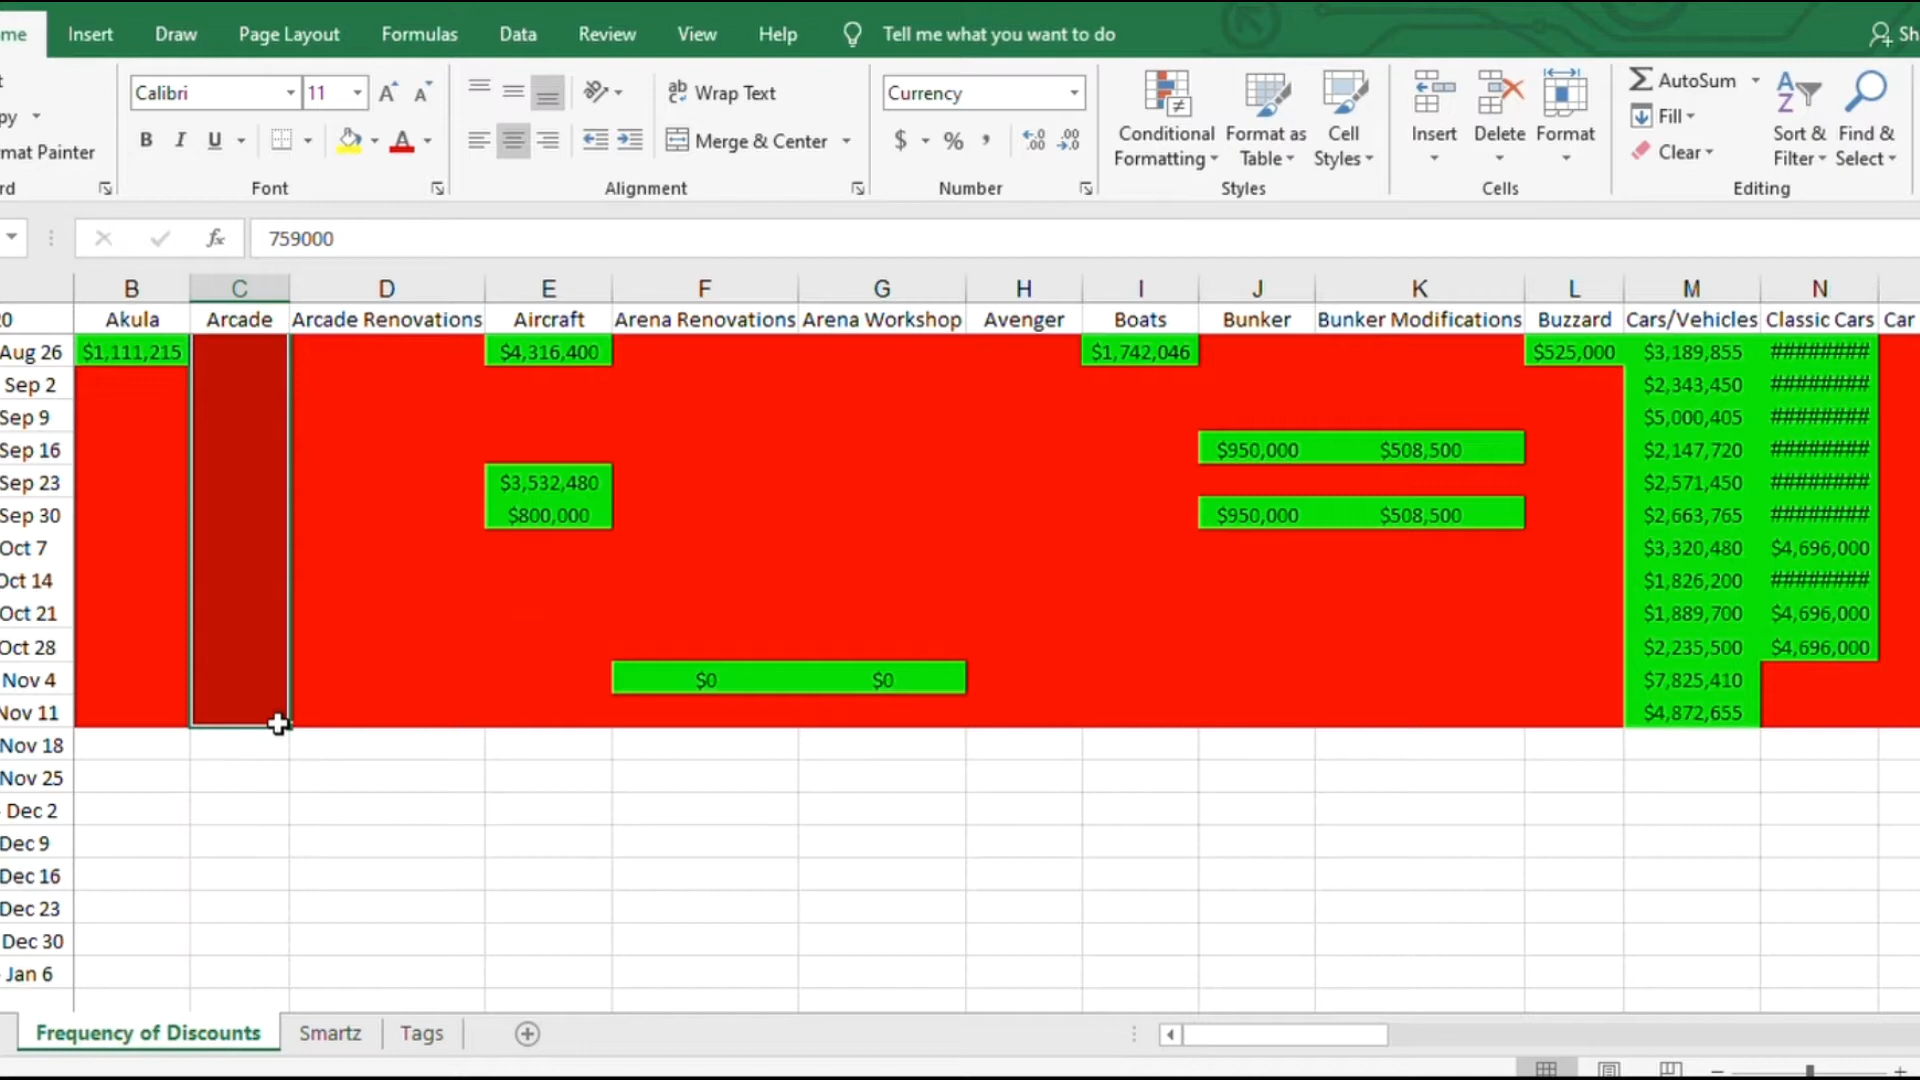 me Insert Draw Page Layout Formulas Data Review View Help Tell me what you want to do Sh
Calibri 11 Wrap Text Currency AutoSum
py B I U Merge & Center $ % Conditional Formatting Format as Table Cell Styles Insert Delete Format Fill Sort & Filter Find & Select
mat Painter Clear
rd Font Alignment Number Styles Cells Editing
fx 759000
B C D E F G H I J K L M N
20 Akula Arcade Arcade Renovations Aircraft Arena Renovations Arena Workshop Avenger Boats Bunker Bunker Modifications Buzzard Cars/Vehicles Classic Cars Car
Aug 26 $1,111,215 $4,316,400 $1,742,046 $525,000 $3,189,855 ########
Sep 2 $2,343,450 ########
Sep 9 $5,000,405 ########
Sep 16 $950,000 $508,500 $2,147,720 ########
Sep 23 $3,532,480 $2,571,450 ########
Sep 30 $800,000 $950,000 $508,500 $2,663,765 ########
Oct 7 $3,320,480 $4,696,000
Oct 14 $1,826,200 ########
Oct 21 $1,889,700 $4,696,000
Oct 28 $2,235,500 $4,696,000
Nov 4 $0 $0 $7,825,410
Nov 11 $4,872,655
Nov 18
Nov 25
Dec 2
Dec 9
Dec 16
Dec 23
Dec 30
Jan 6
Frequency of Discounts Smartz Tags